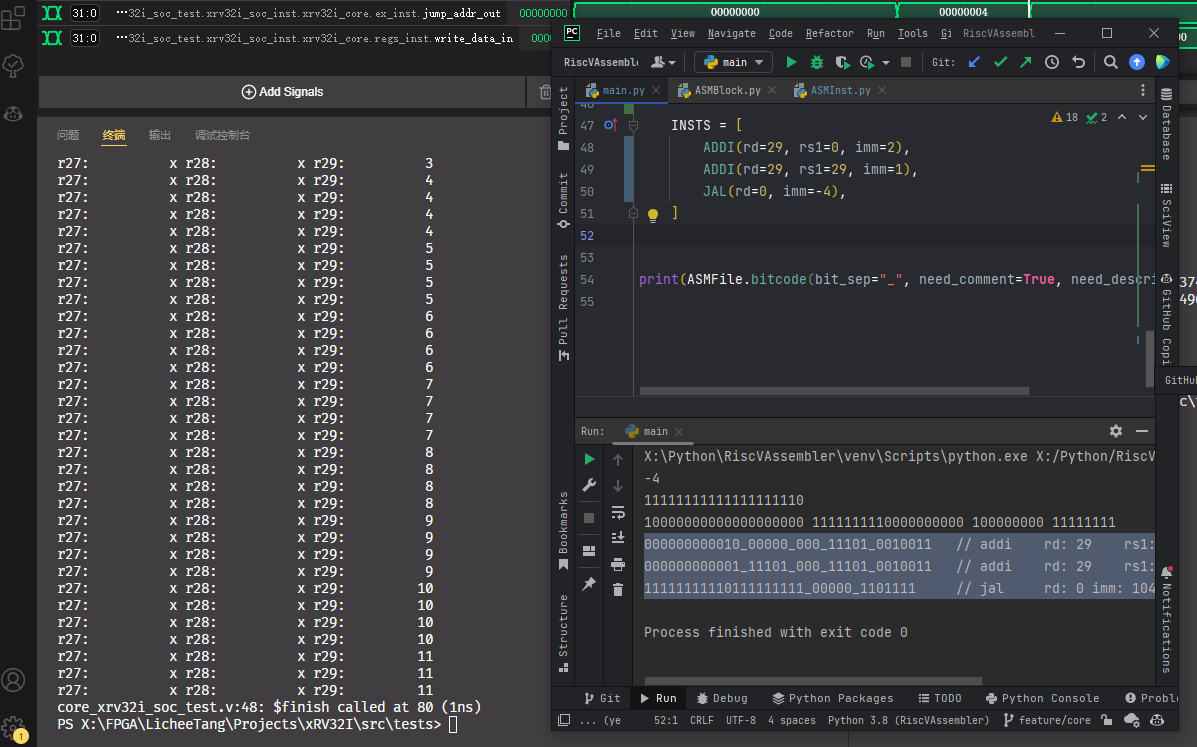 31:0 ···32i_soc_test.xrv32i_soc_inst.xrv32i_core.ex_inst.jump_addr_out 00000000 00000000 00000004
31:0 ···32i_soc_test.xrv32i_soc_inst.xrv32i_core.regs_inst.write_data_in 000
Add Signals
问题 终端 输出 调试控制台
r27: x r28: x r29: 3
r27: x r28: x r29: 4
r27: x r28: x r29: 4
r27: x r28: x r29: 4
r27: x r28: x r29: 4
r27: x r28: x r29: 5
r27: x r28: x r29: 5
r27: x r28: x r29: 5
r27: x r28: x r29: 5
r27: x r28: x r29: 6
r27: x r28: x r29: 6
r27: x r28: x r29: 6
r27: x r28: x r29: 6
r27: x r28: x r29: 7
r27: x r28: x r29: 7
r27: x r28: x r29: 7
r27: x r28: x r29: 7
r27: x r28: x r29: 8
r27: x r28: x r29: 8
r27: x r28: x r29: 8
r27: x r28: x r29: 8
r27: x r28: x r29: 9
r27: x r28: x r29: 9
r27: x r28: x r29: 9
r27: x r28: x r29: 9
r27: x r28: x r29: 10
r27: x r28: x r29: 10
r27: x r28: x r29: 10
r27: x r28: x r29: 10
r27: x r28: x r29: 11
r27: x r28: x r29: 11
r27: x r28: x r29: 11
core_xrv32i_soc_test.v:48: $finish called at 80 (1ns)
PS X:\FPGA\LicheeTang\Projects\xRV32I\src\tests>
1
PC File Edit View Navigate Code Refactor Run Tools Gi RiscVAssembl
RiscVAssemble main Git:
main.py ASMBlock.py ASMInst.py
18 2
47 INSTS = [
48 ADDI(rd=29, rs1=0, imm=2),
49 ADDI(rd=29, rs1=29, imm=1),
50 JAL(rd=0, imm=-4),
51 ]
52
53
54 print(ASMFile.bitcode(bit_sep="_", need_comment=True, need_descri
55
Project
Commit
Pull Requests
Bookmarks
Structure
Database
SciView
GitHub Copi
Notifications
GitHu
Run: main
X:\Python\RiscVAssembler\venv\Scripts\python.exe X:/Python/RiscV
-4
11111111111111111110
10000000000000000000 1111111110000000000 100000000 11111111
000000000010_00000_000_11101_0010011 // addi rd: 29 rs1:
000000000001_11101_000_11101_0010011 // addi rd: 29 rs1:
11111111110111111111_00000_1101111 // jal rd: 0 imm: 104
Process finished with exit code 0
Git Run Debug Python Packages TODO Python Console Proble
... (ye 52:1 CRLF UTF-8 4 spaces Python 3.8 (RiscVAssembler) feature/core